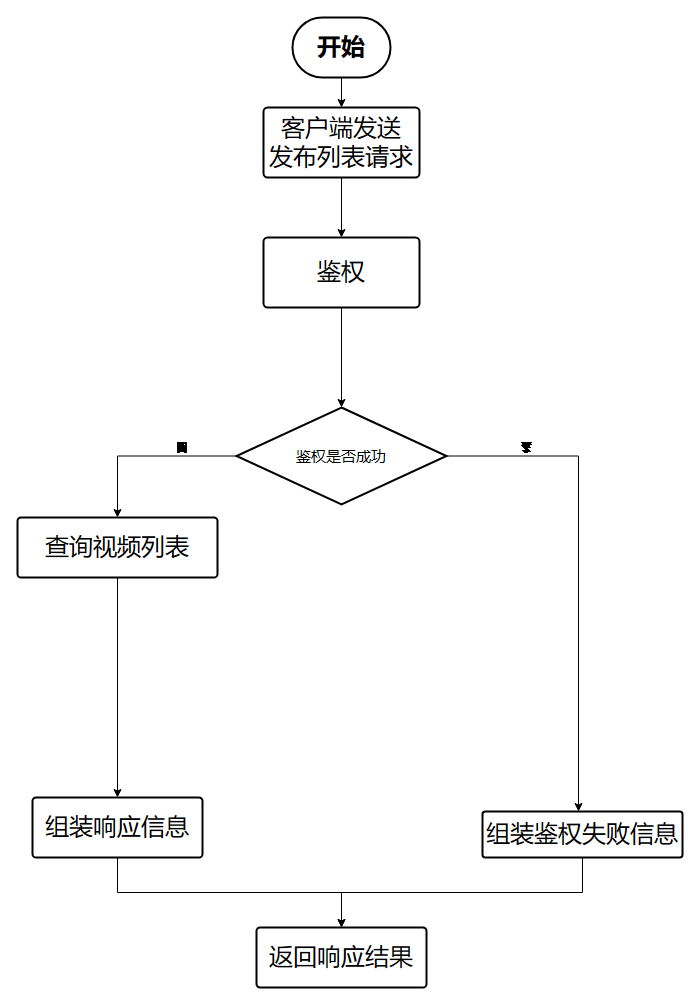 开始
客户端发送
发布列表请求
鉴权
鉴权是否成功
查询视频列表
组装响应信息
组装鉴权失败信息
返回响应结果